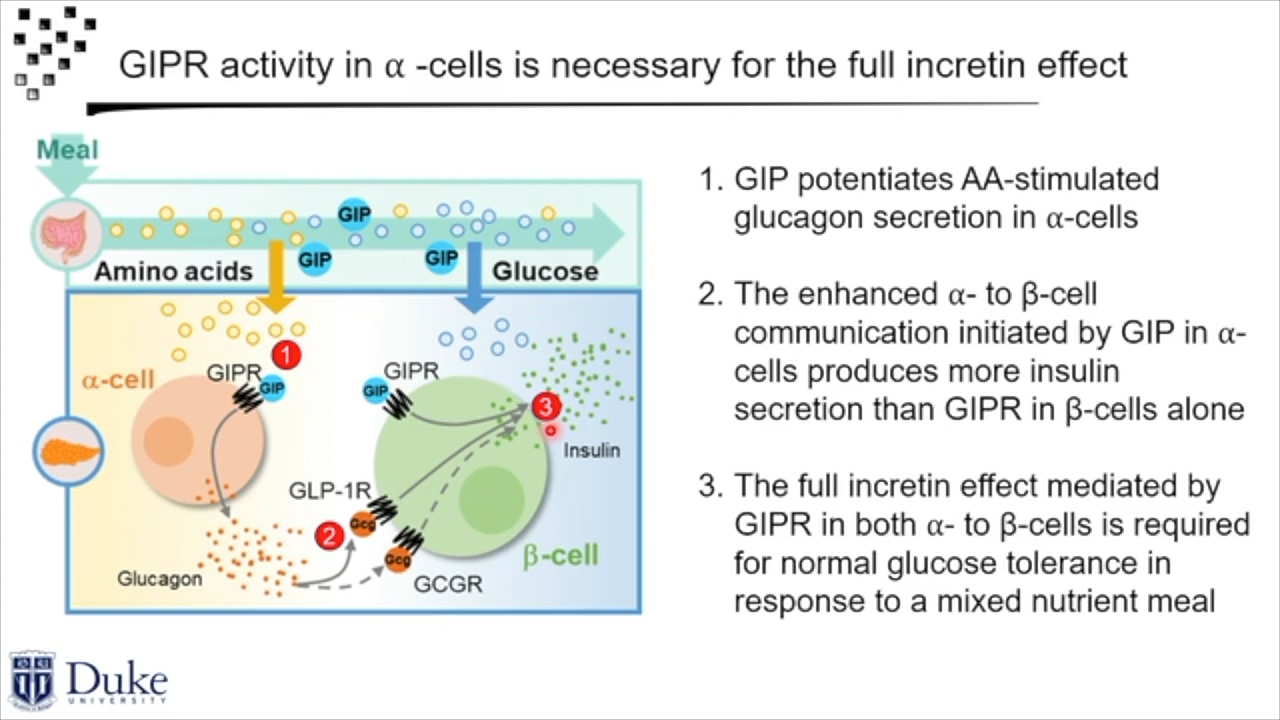 GIPR activity in α -cells is necessary for the full incretin effect
Meal
GIP
GIP
GIP
Amino acids
Glucose
1
α-cell
GIPR
GIP
GIPR
GIP
3
Insulin
GLP-1R
2
Gcg
Gcg
β-cell
Glucagon
GCGR
1. GIP potentiates AA-stimulated
glucagon secretion in α-cells
2. The enhanced α- to β-cell
communication initiated by GIP in α-
cells produces more insulin
secretion than GIPR in β-cells alone
3. The full incretin effect mediated by
GIPR in both α- to β-cells is required
for normal glucose tolerance in
response to a mixed nutrient meal
Duke
UNIVERSITY